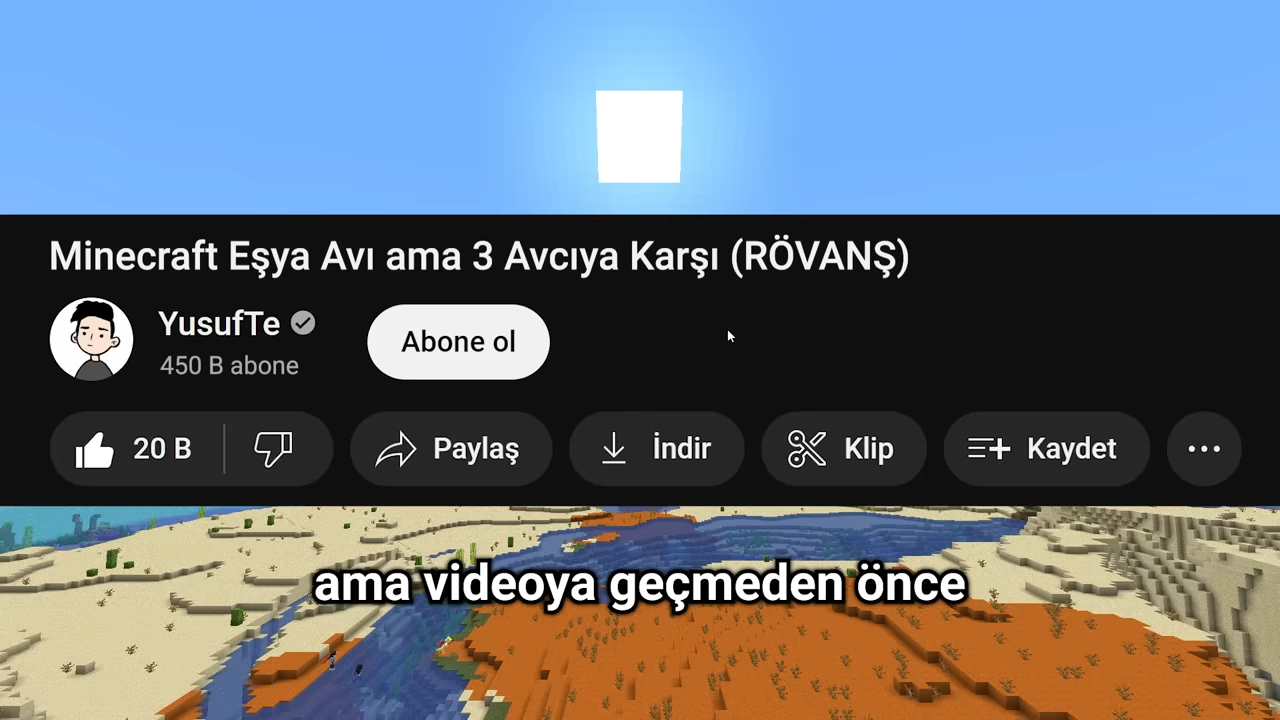 Minecraft Eşya Avı ama 3 Avcıya Karşı (RÖVANŞ)
YusufTe
Abone ol
450 B abone
20 B
Paylaş
İndir
Klip
Kaydet
ama videoya geçmeden önce